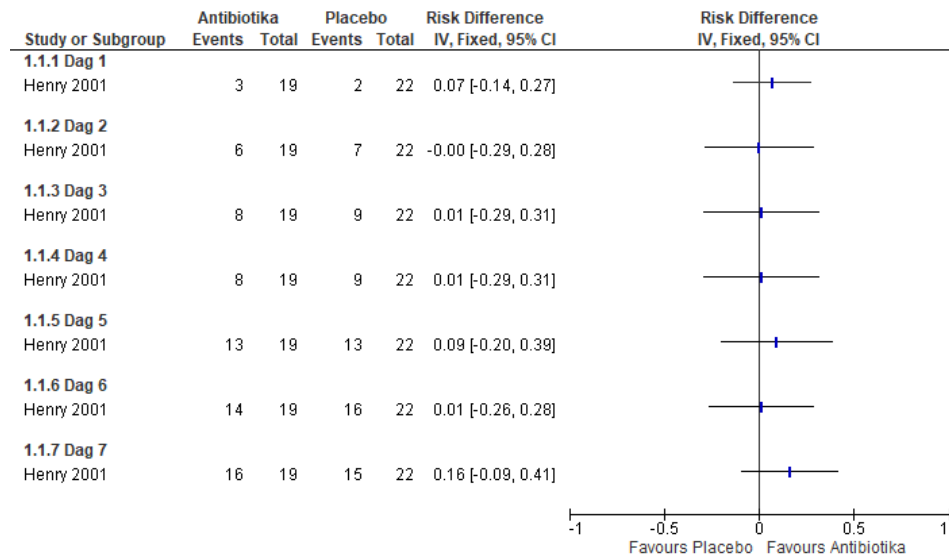 Antibiotika Placebo Risk Difference Risk Difference
Study or Subgroup Events Total Events Total IV, Fixed, 95% CI IV, Fixed, 95% CI
1.1.1 Dag 1
Henry 2001 3 19 2 22 0.07 [-0.14, 0.27]
1.1.2 Dag 2
Henry 2001 6 19 7 22 -0.00 [-0.29, 0.28]
1.1.3 Dag 3
Henry 2001 8 19 9 22 0.01 [-0.29, 0.31]
1.1.4 Dag 4
Henry 2001 8 19 9 22 0.01 [-0.29, 0.31]
1.1.5 Dag 5
Henry 2001 13 19 13 22 0.09 [-0.20, 0.39]
1.1.6 Dag 6
Henry 2001 14 19 16 22 0.01 [-0.26, 0.28]
1.1.7 Dag 7
Henry 2001 16 19 15 22 0.16 [-0.09, 0.41]
-1 -0.5 0 0.5 1
Favours Placebo Favours Antibiotika